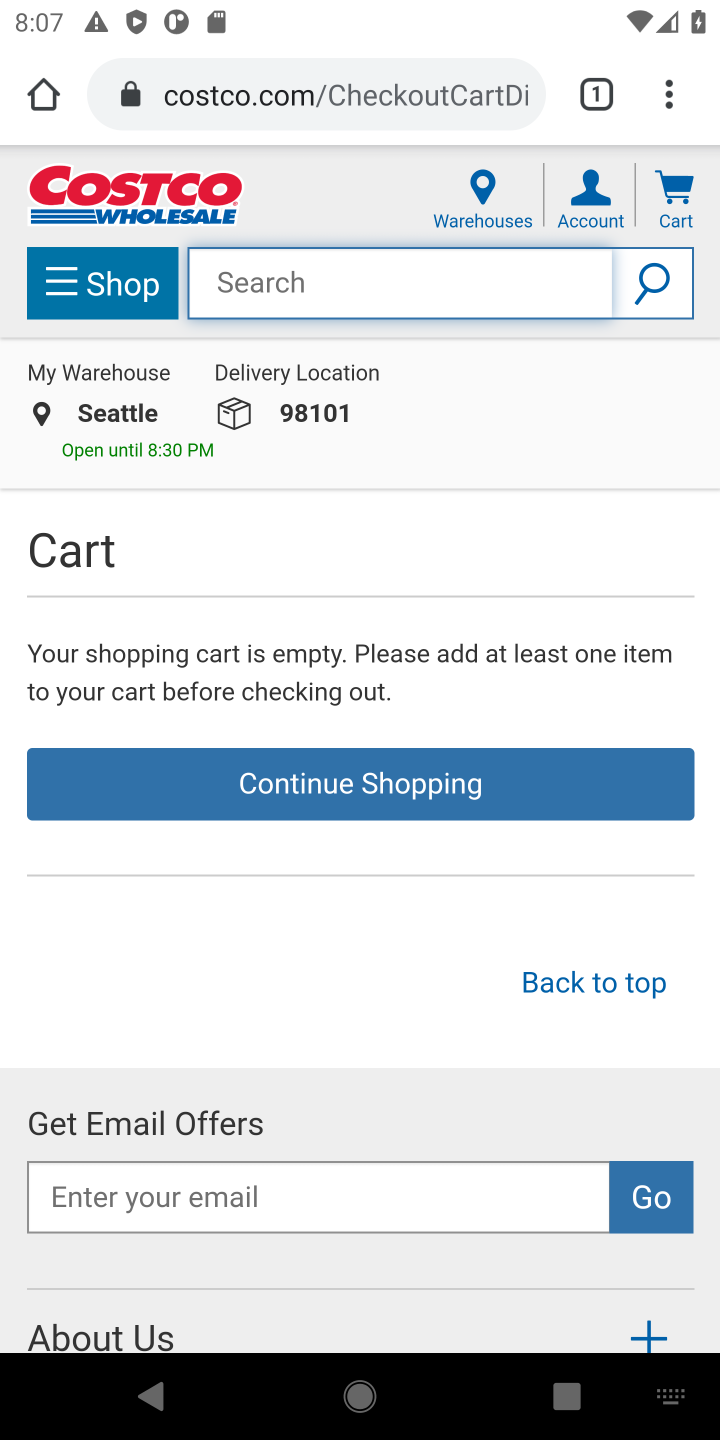 8:07
costco.com/CheckoutCartDi
1
COSTCO WHOLESALE
Warehouses
Account
Cart
Shop
Search
My Warehouse
Delivery Location
Seattle
98101
Open until 8:30 PM
Cart
Your shopping cart is empty. Please add at least one item
to your cart before checking out.
Continue Shopping
Back to top
Get Email Offers
Enter your email
Go
About Us